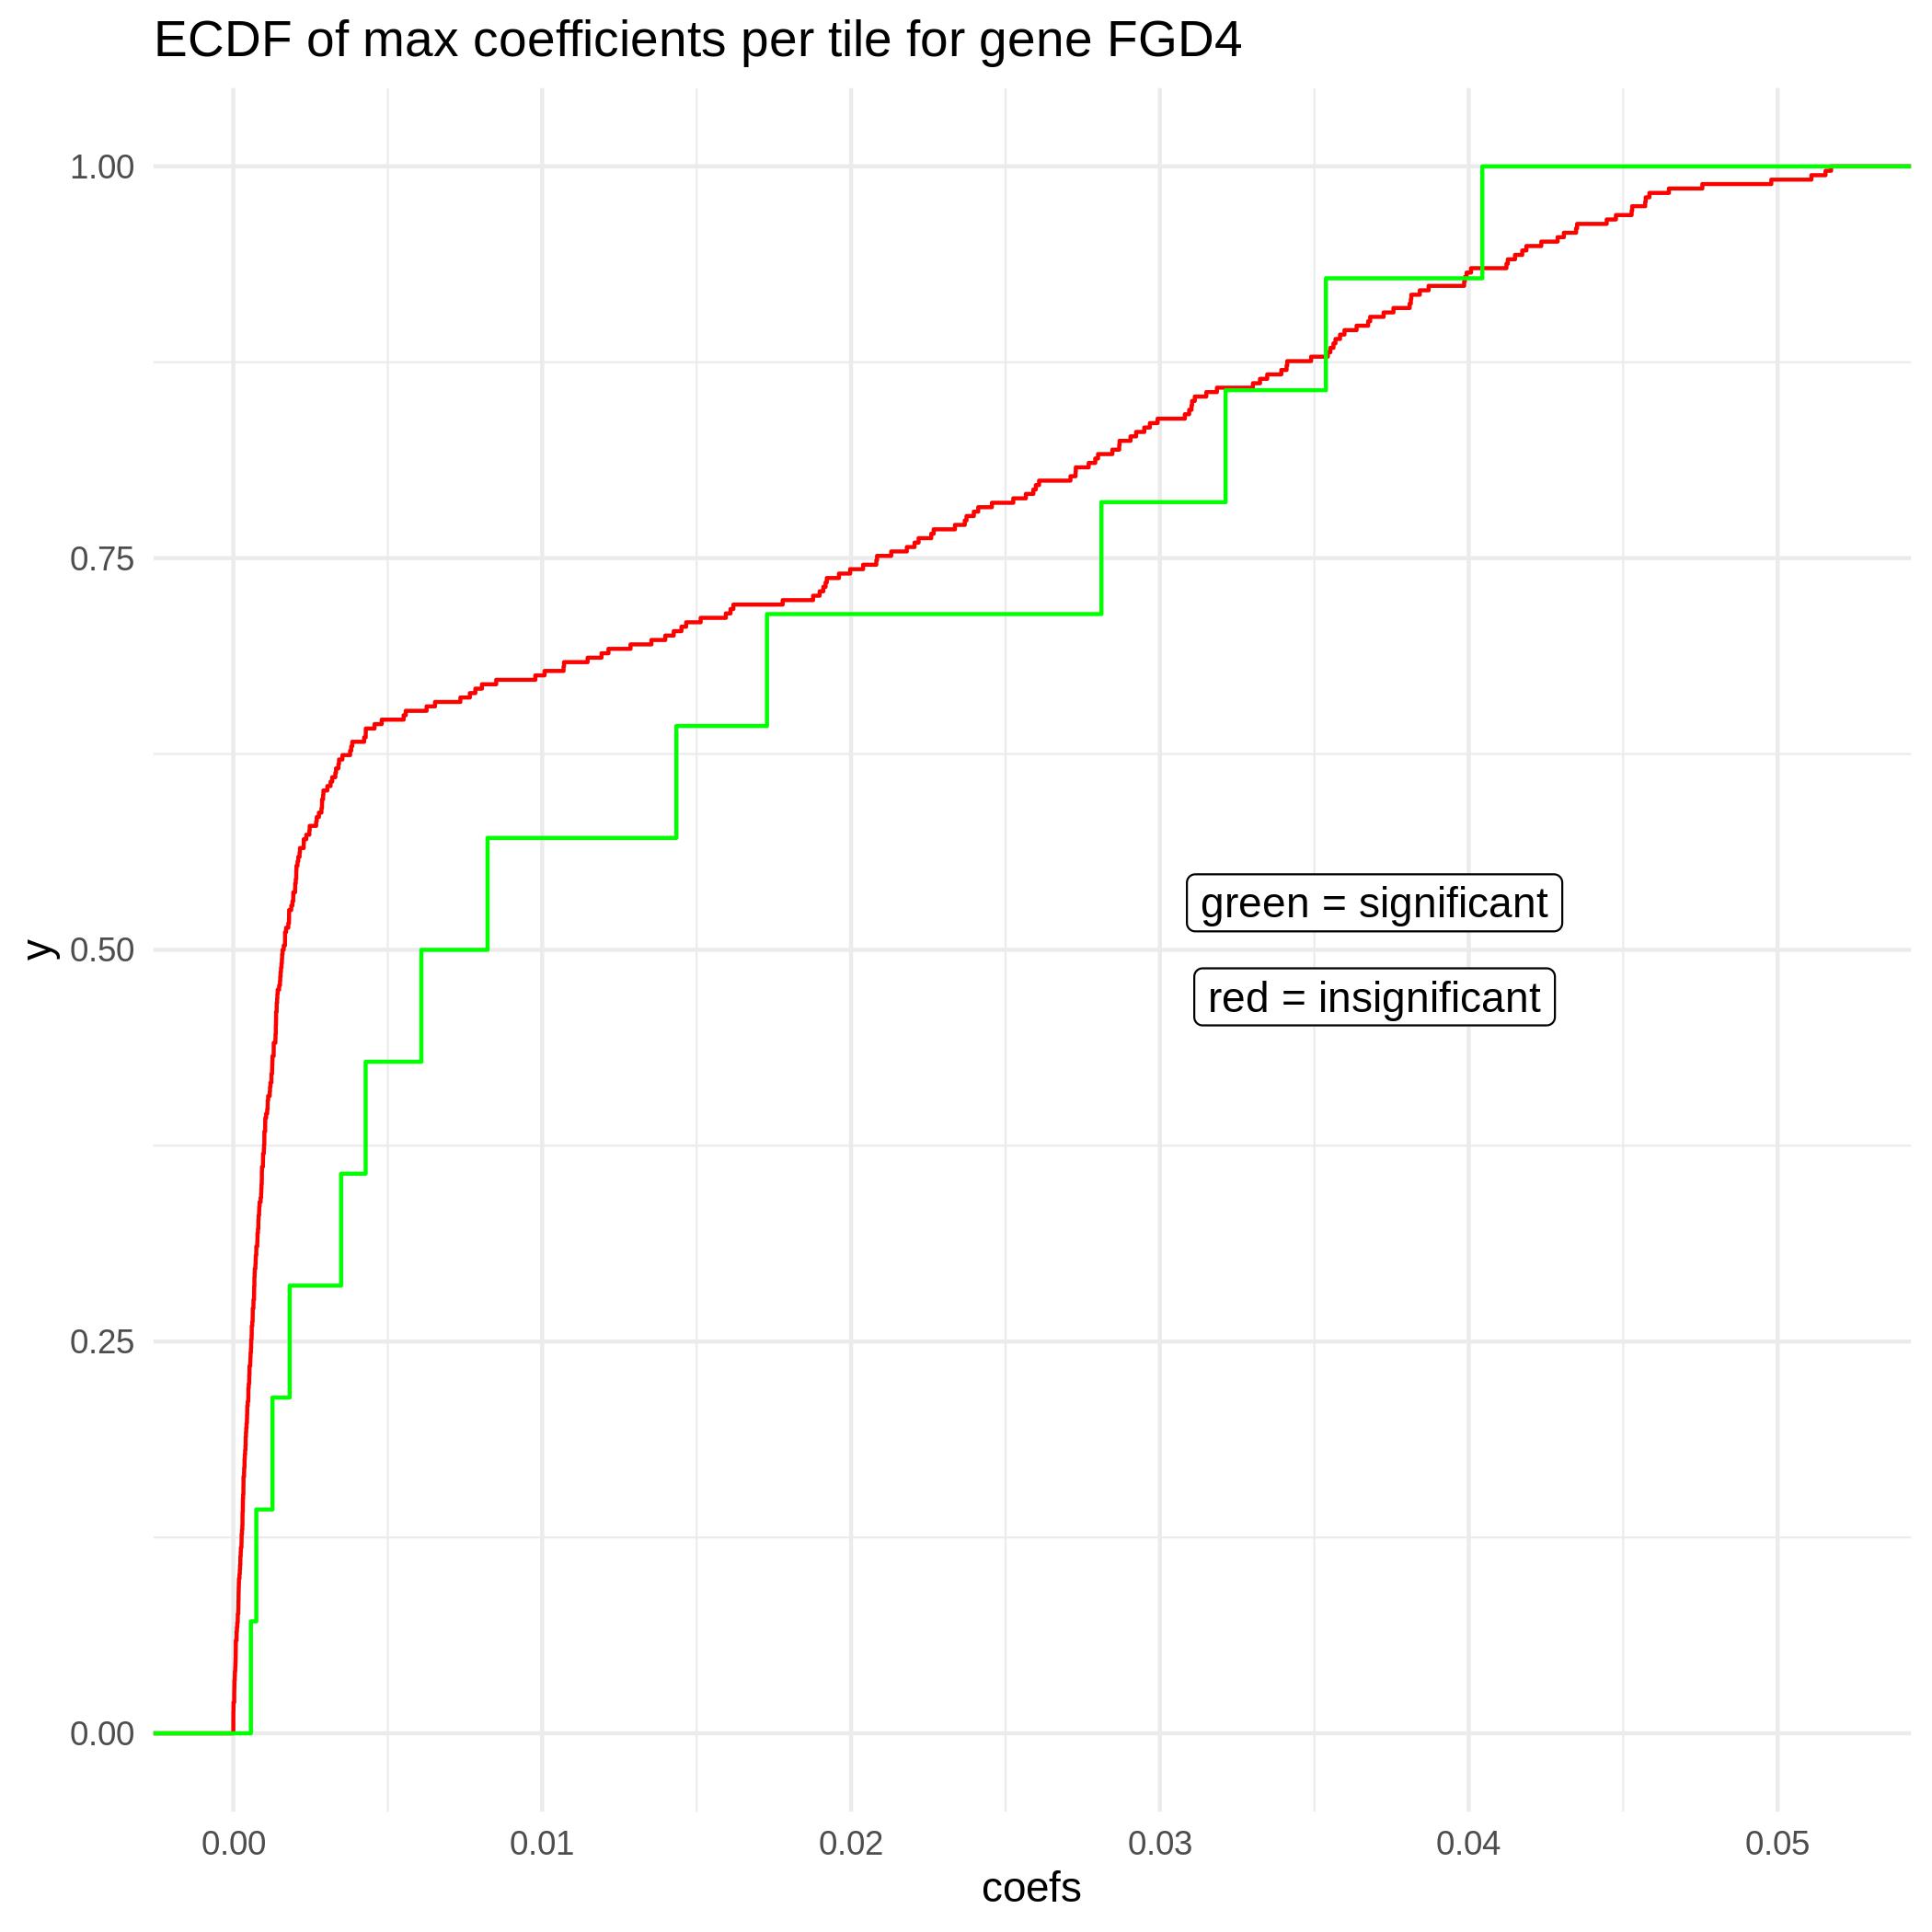 ECDF of max coefficients per tile for gene FGD4
1.00
0.75
0.50
0.25
0.00
y
green = significant
red = insignificant
0.00 0.01 0.02 0.03 0.04 0.05
coefs